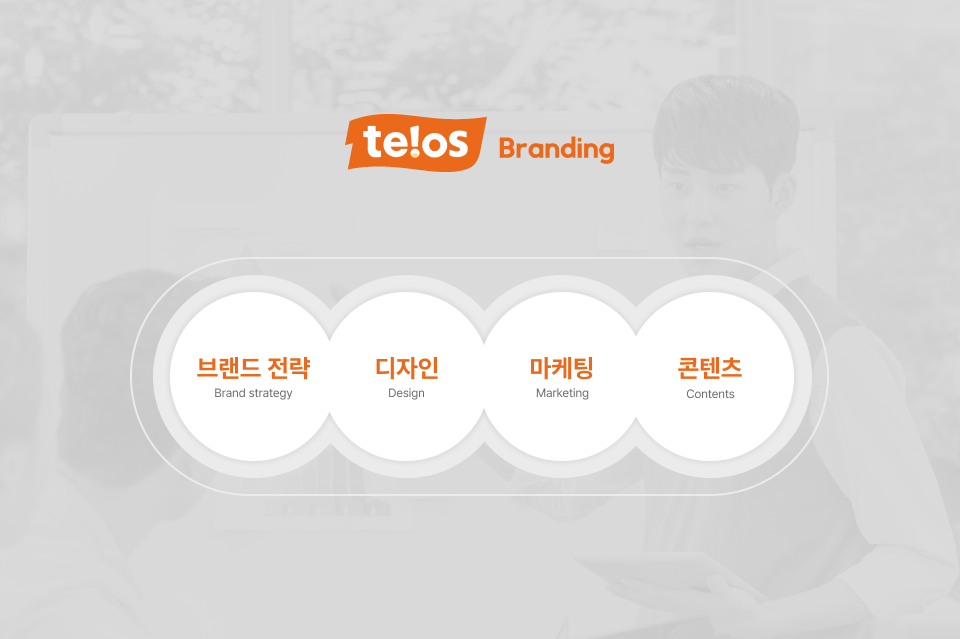 te!os Branding
브랜드 전략
Brand strategy
디자인
Design
마케팅
Marketing
콘텐츠
Contents